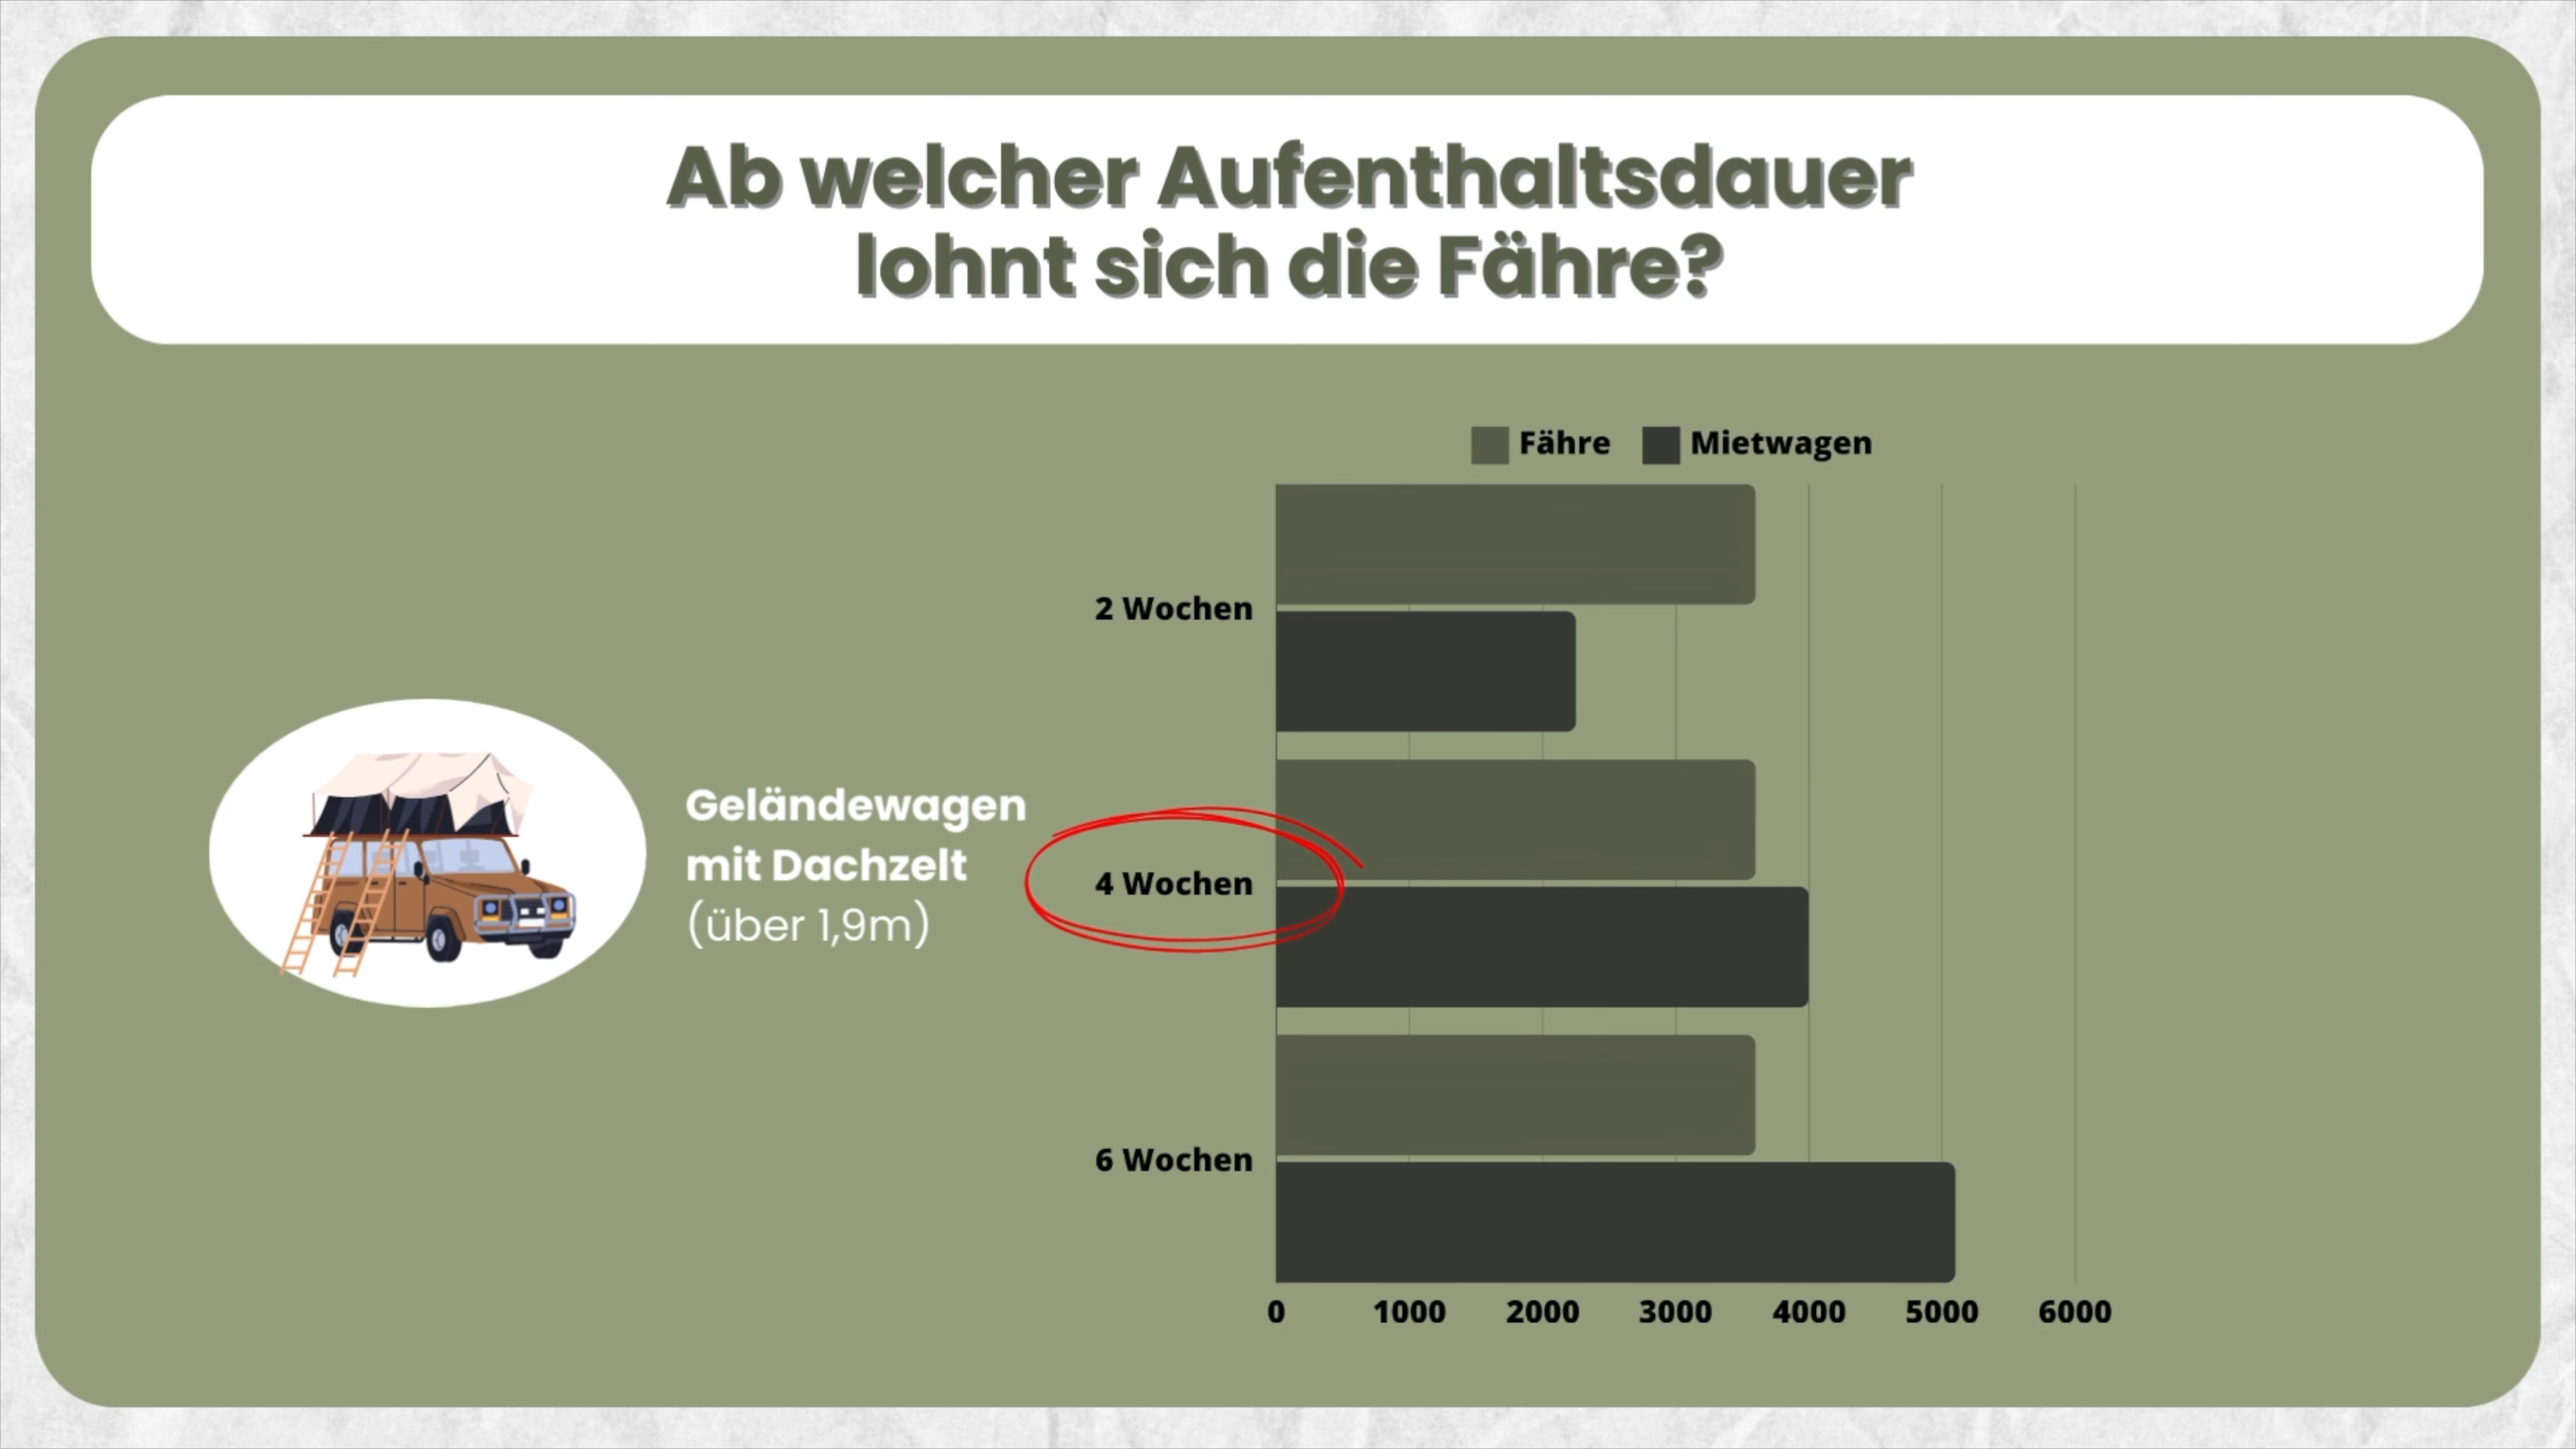 Ab welcher Aufenthaltsdauer
lohnt sich die Fähre?
Fähre Mietwagen
2 Wochen
Geländewagen
mit Dachzelt
(über 1,9m)
4 Wochen
6 Wochen
0 1000 2000 3000 4000 5000 6000